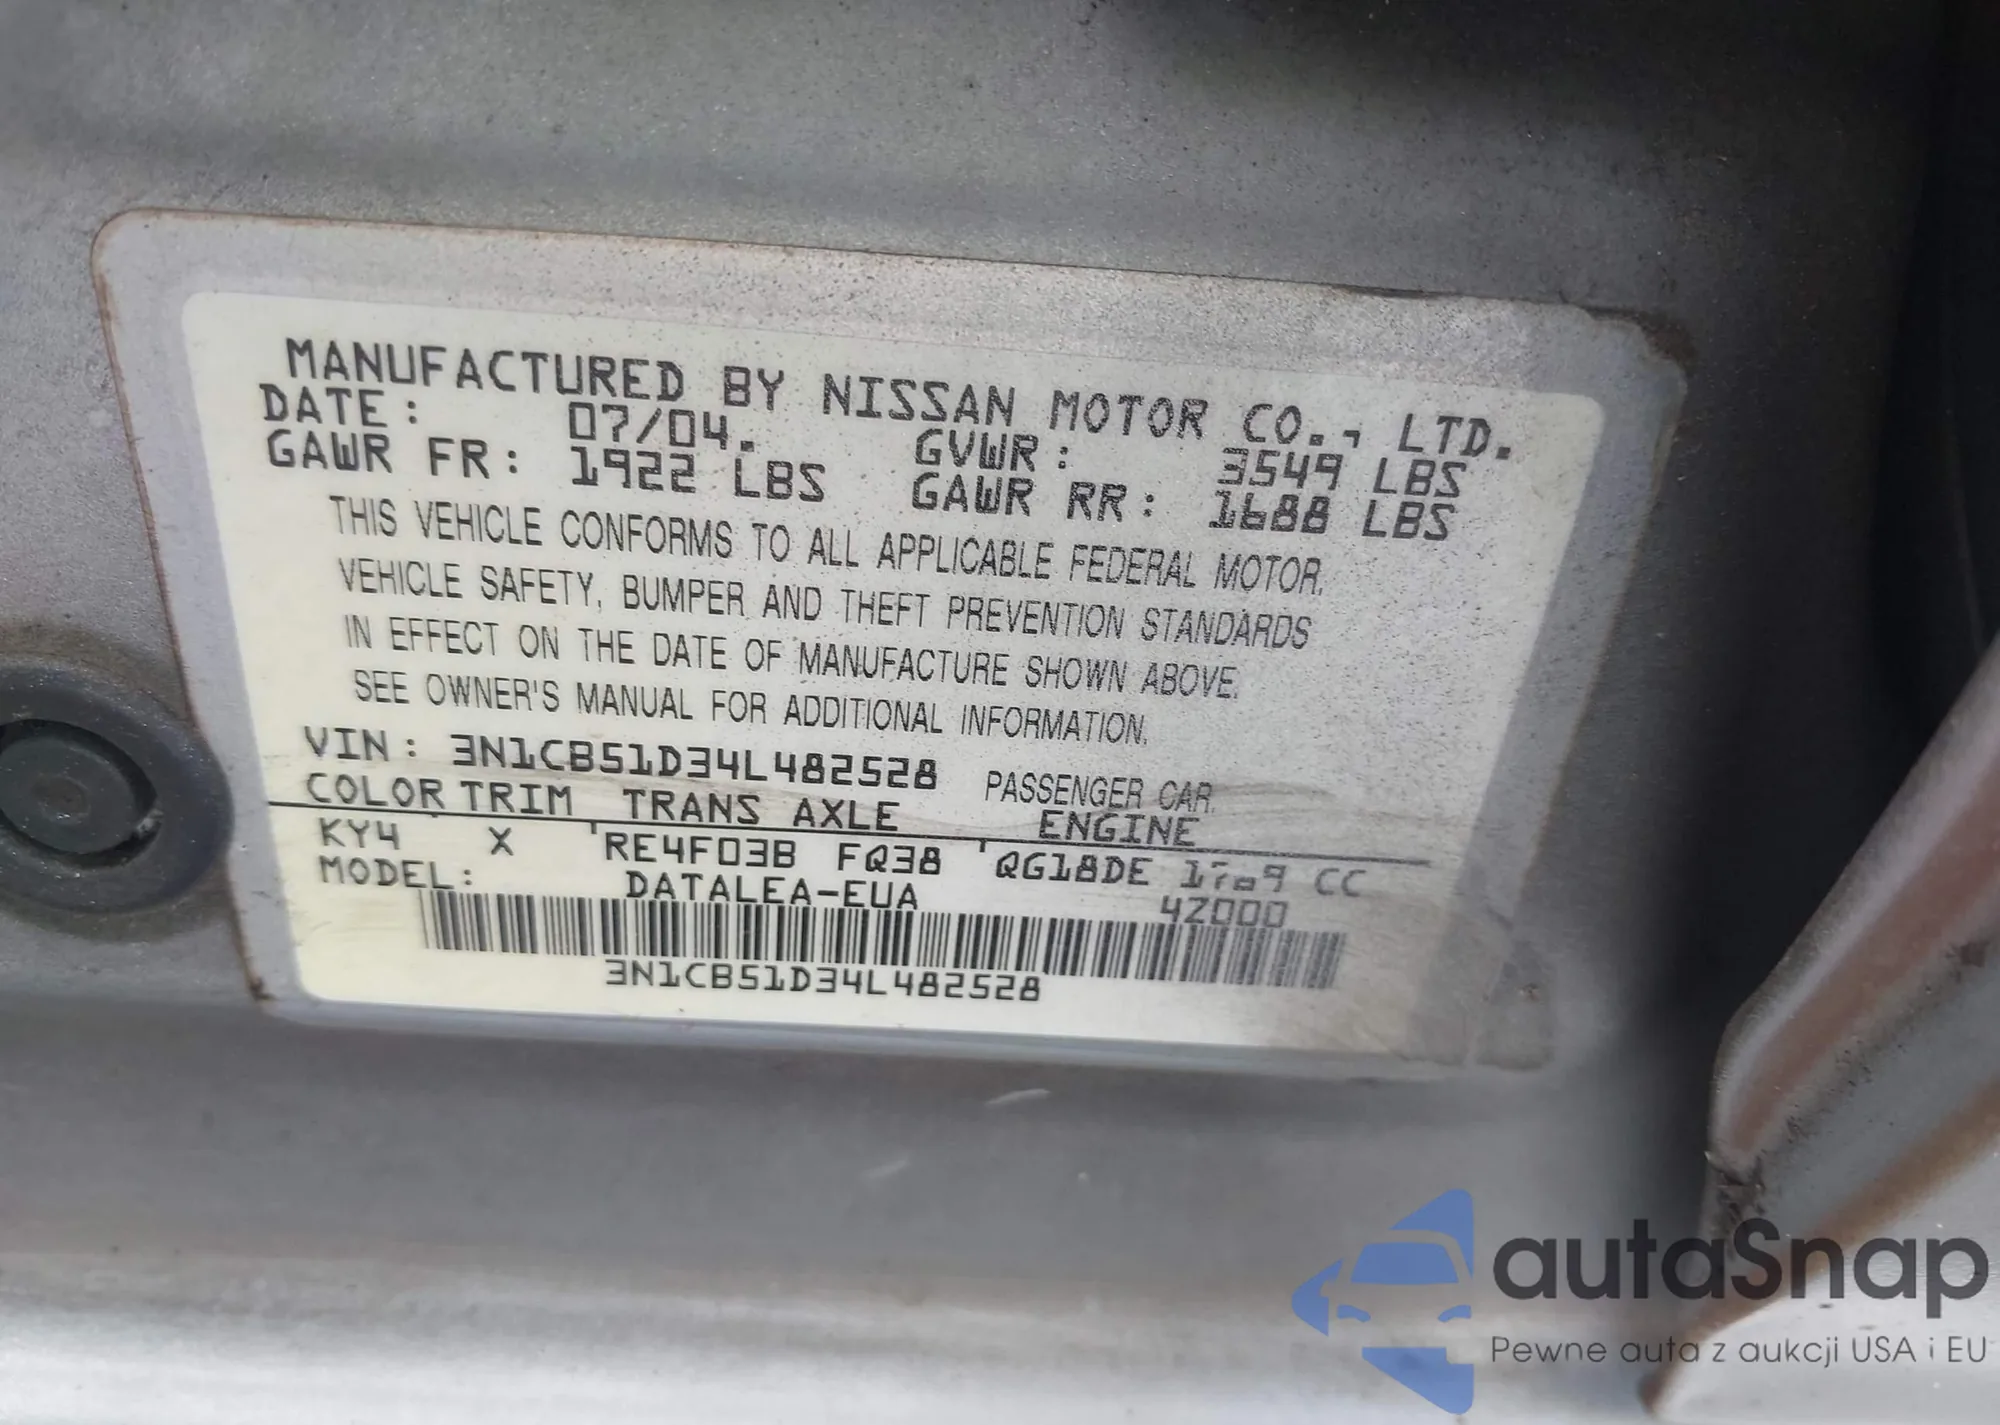 MANUFACTURED BY NISSAN MOTOR CO., LTD.
DATE: 07/04. GVWR: 3549 LBS
GAWR FR: 1922 LBS GAWR RR: 1688 LBS
THIS VEHICLE CONFORMS TO ALL APPLICABLE FEDERAL MOTOR
VEHICLE SAFETY, BUMPER AND THEFT PREVENTION STANDARDS
IN EFFECT ON THE DATE OF MANUFACTURE SHOWN ABOVE.
SEE OWNER'S MANUAL FOR ADDITIONAL INFORMATION.
VIN: 3N1CB51D34L482528 PASSENGER CAR
COLOR TRIM TRANS AXLE ENGINE
KY4 X RE4F03B FQ38 QG18DE 1769 CC
MODEL: DATALEA-EUA 4Z000
3N1CB51D34L482528
autaSnap
Pewne auta z aukcji USA i EU